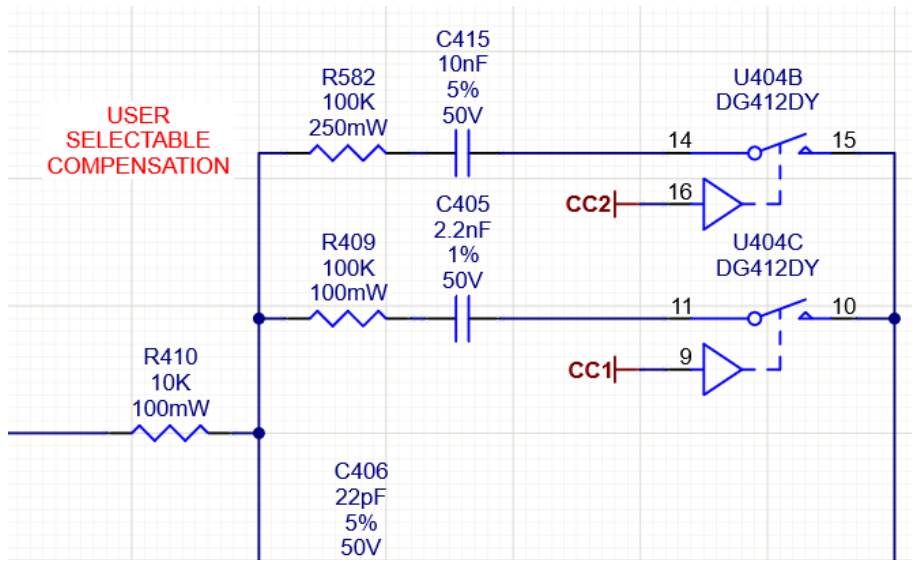 C415
10nF
5%
50V
R582
100K
250mW
U404B
DG412DY
USER
SELECTABLE
COMPENSATION
14
15
CC2
16
C405
2.2nF
1%
50V
R409
100K
100mW
U404C
DG412DY
11
10
CC1
9
R410
10K
100mW
C406
22pF
5%
50V